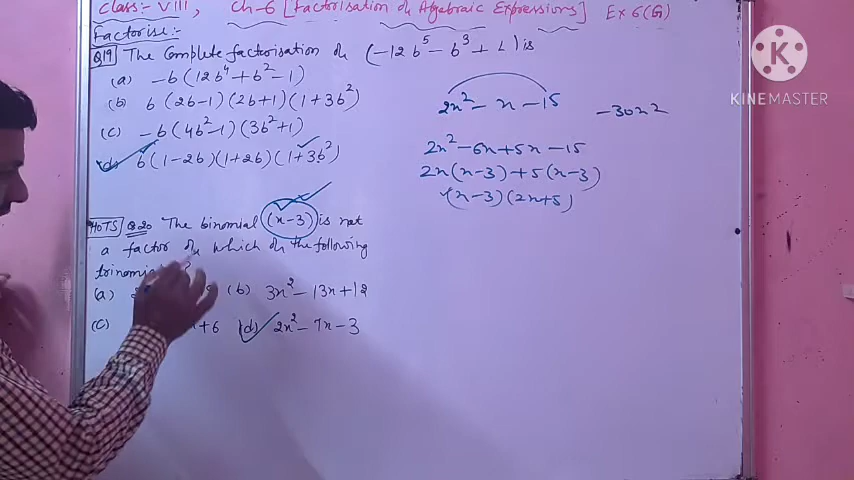 Class:- VIII, Ch-6 [Factorisation of Algebraic Expressions] Ex 6(G)
Factorise:-
Q19 The Complete factorisation of (-12b⁵ - b³ + b) is
(a) -b(12b⁴+b²-1)
(b) b(2b-1)(2b+1)(1+3b²)
(c) -b(4b²-1)(3b²+1)
(d) b(1-2b)(1+2b)(1+3b²)
HOTS Q20 The binomial (x-3) is not
a factor of which of the following
(a) (b) 3x²-13x+12
(c) x+6 (d) 2x²-7x-3
2x²-x-15 -30x²
2x²-6x+5x-15
2x(x-3)+5(x-3)
(x-3)(2x+5)
K
KINEMASTER